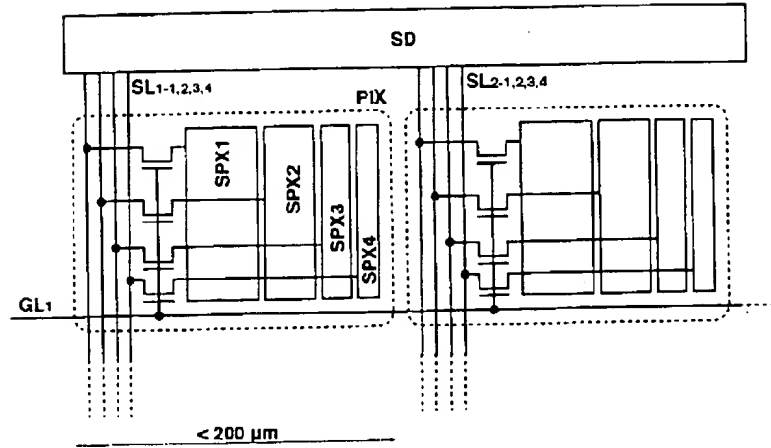 SD
SL1-1,2,3,4
SL2-1,2,3,4
PIX
SPX1
SPX2
SPX3
SPX4
GL1
< 200 µm